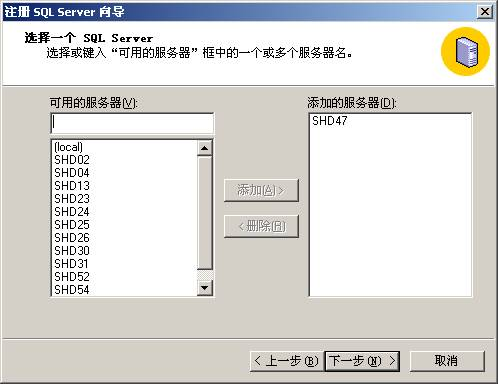 注册 SQL Server 向导
选择一个 SQL Server
选择或键入“可用的服务器”框中的一个或多个服务器名。
可用的服务器(V):
添加的服务器(D):
(local)
SHD02
SHD04
SHD13
SHD23
SHD24
SHD25
SHD26
SHD30
SHD31
SHD52
SHD54
SHD47
添加(A) >
< 删除(R)
< 上一步(B)
下一步(N) >
取消